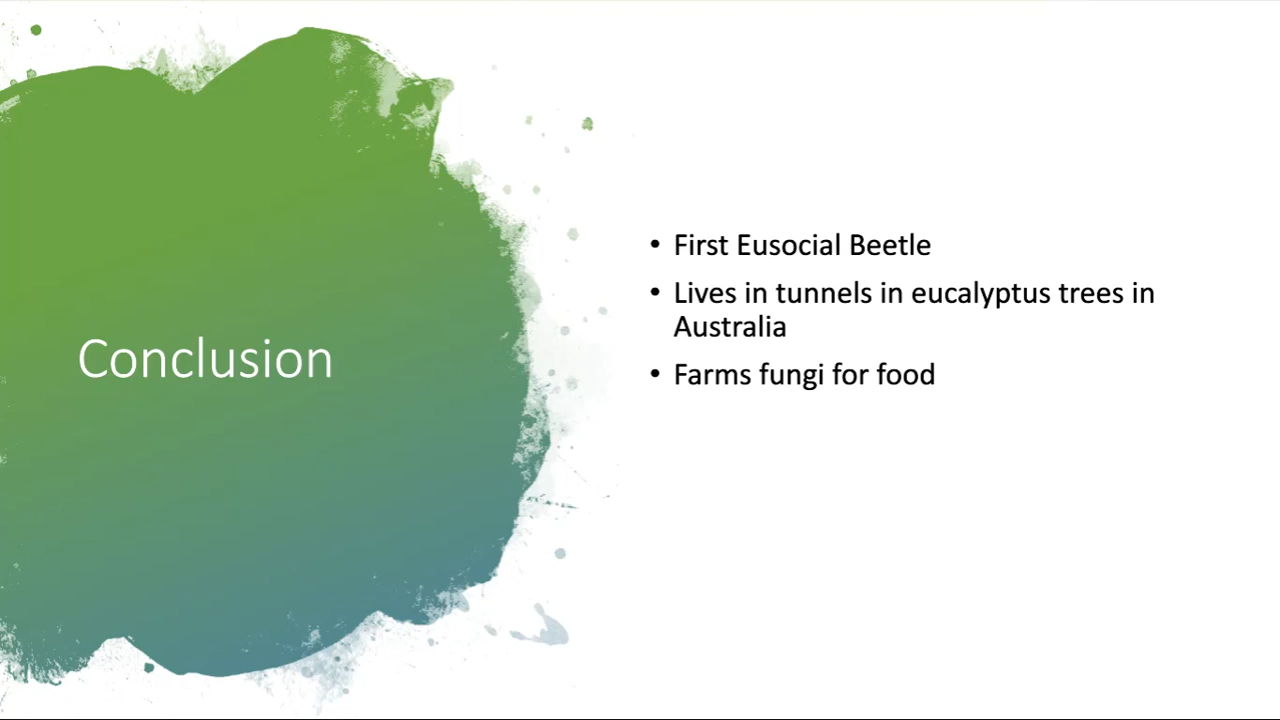 Conclusion
• First Eusocial Beetle
• Lives in tunnels in eucalyptus trees in
Australia
• Farms fungi for food